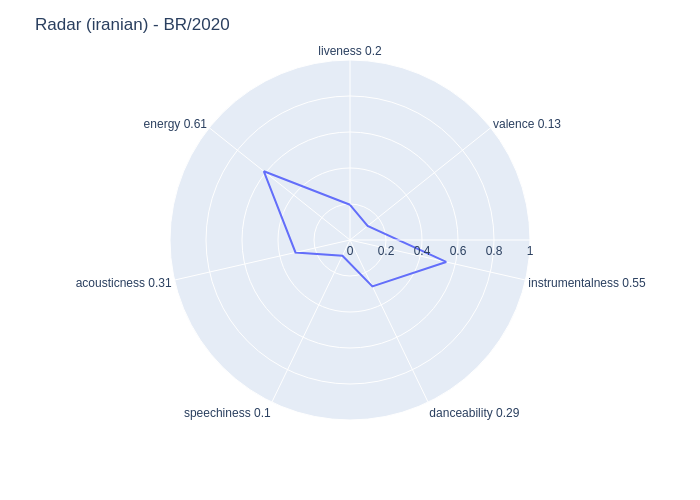 Radar (iranian) - BR/2020
liveness 0.2
energy 0.61
valence 0.13
0 0.2 0.4 0.6 0.8 1
acousticness 0.31
instrumentalness 0.55
speechiness 0.1
danceability 0.29